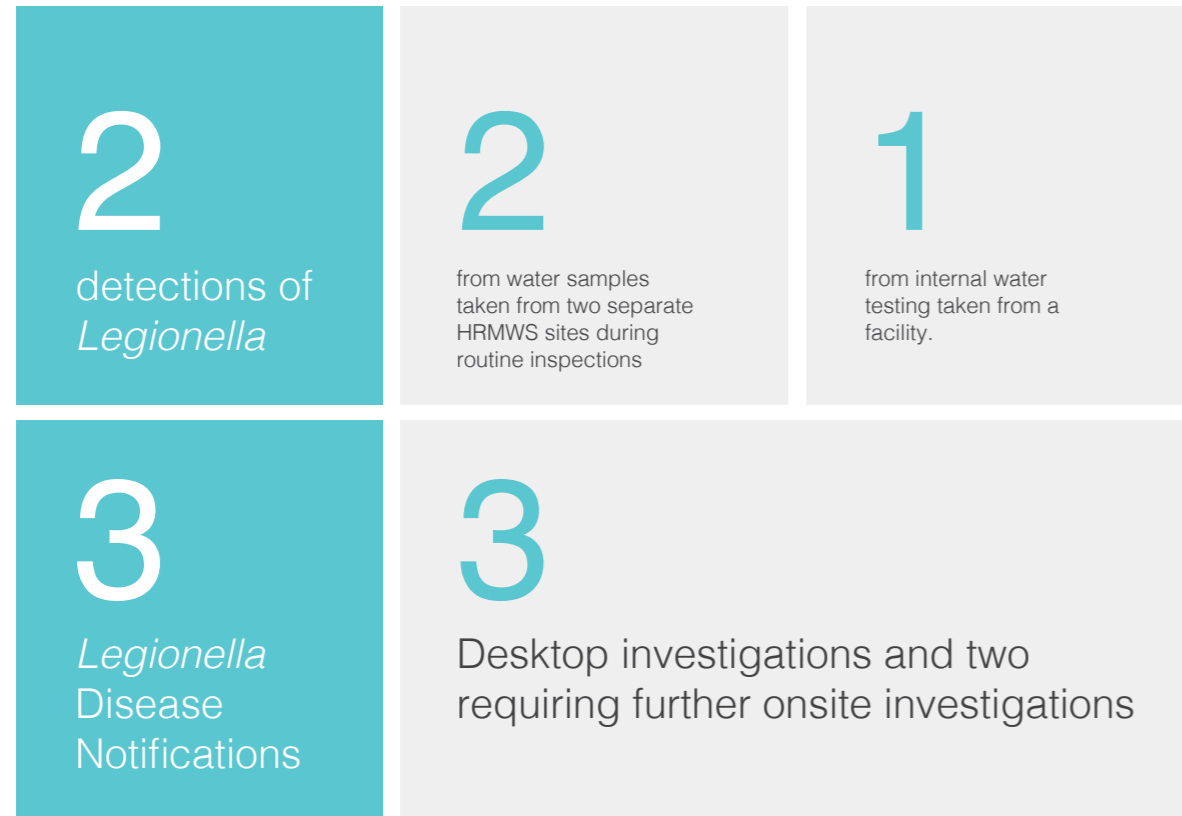 2
detections of
Legionella
2
from water samples
taken from two separate
HRMWS sites during
routine inspections
1
from internal water
testing taken from a
facility.
3
Legionella
Disease
Notifications
3
Desktop investigations and two
requiring further onsite investigations